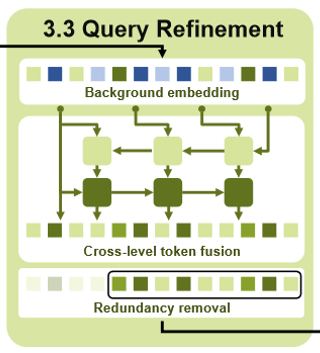 3.3 Query Refinement
Background embedding
Cross-level token fusion
Redundancy removal